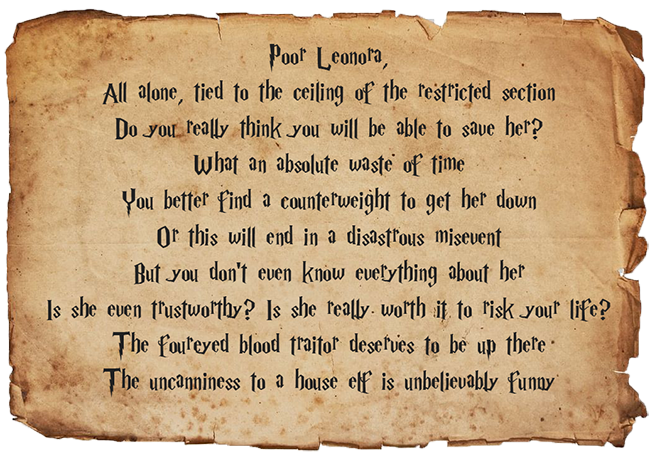 Poor Leonora,
All alone, tied to the ceiling of the restricted section
Do you really think you will be able to save her?
What an absolute waste of time
You better find a counterweight to get her down
Or this will end in a disastrous misevent
But you don't even know everything about her
Is she even trustworthy? Is she really worth it to risk your life?
The foureyed blood traitor deserves to be up there
The uncanniness to a house elf is unbelievably funny